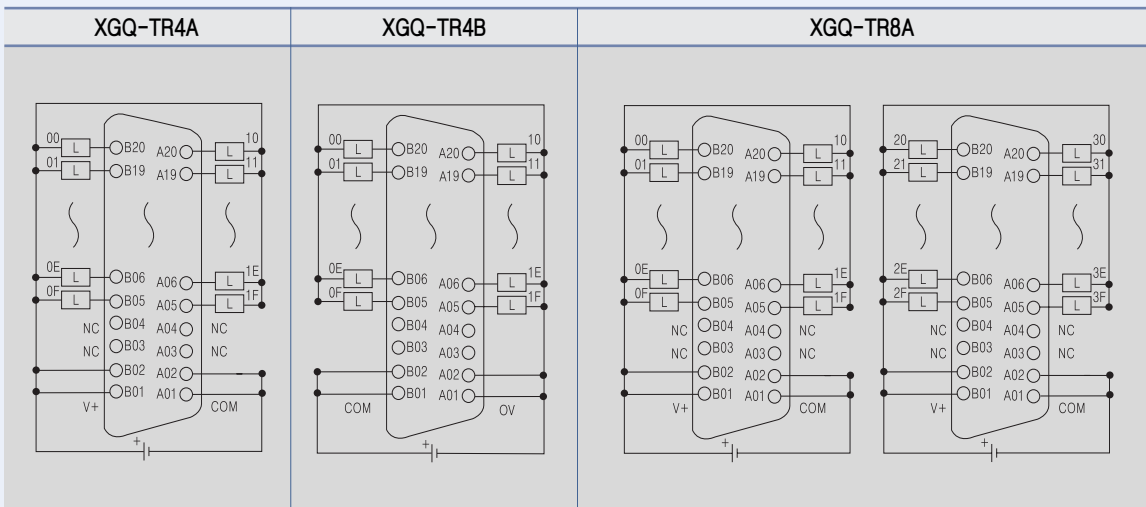 XGQ-TR4A XGQ-TR4B XGQ-TR8A
00 L B20 A20 L 10
01 L B19 A19 L 11
0E L B06 A06 L 1E
0F L B05 A05 L 1F
NC B04 A04 NC
NC B03 A03 NC
B02 A02
B01 A01
V+ COM
+
00 L B20 A20 L 10
01 L B19 A19 L 11
0E L B06 A06 L 1E
0F L B05 A05 L 1F
B04 A04
B03 A03
B02 A02
B01 A01
COM 0V
+
00 L B20 A20 L 10
01 L B19 A19 L 11
0E L B06 A06 L 1E
0F L B05 A05 L 1F
NC B04 A04 NC
NC B03 A03 NC
B02 A02
B01 A01
V+ COM
+
20 L B20 A20 L 30
21 L B19 A19 L 31
2E L B06 A06 L 3E
2F L B05 A05 L 3F
NC B04 A04 NC
NC B03 A03 NC
B02 A02
B01 A01
V+ COM
+